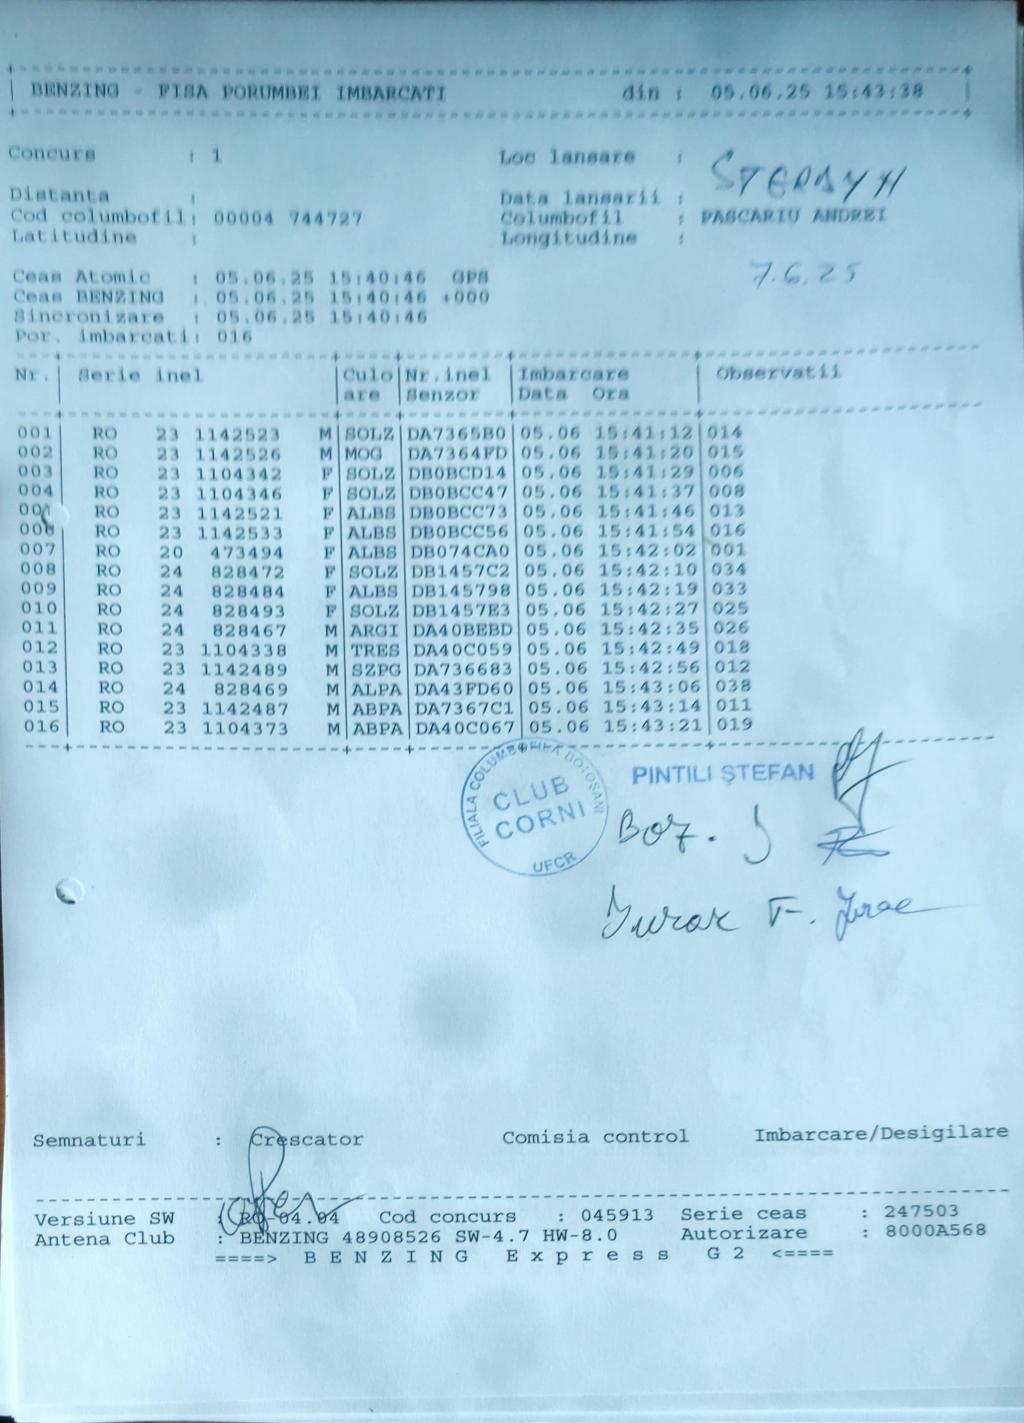 BENZING - FISA PORUMBEI IMBARCATI din : 05.06.25 15:43:38
Concurs : 1 Loc lansare :
Distanta : Data lansarii :
Cod columbofil: 00004 744727 Columbofil : PASCARIU ANDREI
Latitudine : Longitudine :
7.6.25
Ceas Atomic : 05.06.25 15:40:46 GPS
Ceas BENZING : 05.06.25 15:40:46 +000
Sincronizare : 05.06.25 15:40:46
Por. imbarcati: 016
Nr. Serie inel Culo Nr.inel Imbarcare Observatii
are Senzor Data Ora
001 RO 23 1142523 M SOLZ DA7365B0 05.06 15:41:12 014
002 RO 23 1142526 M MOG DA7364FD 05.06 15:41:20 015
003 RO 23 1104342 F SOLZ DB0BCD14 05.06 15:41:29 006
004 RO 23 1104346 F SOLZ DB0BCC47 05.06 15:41:37 008
RO 23 1142521 F ALBS DB0BCC73 05.06 15:41:46 013
006 RO 23 1142533 F ALBS DB0BCC56 05.06 15:41:54 016
007 RO 20 473494 F ALBS DB074CA0 05.06 15:42:02 001
008 RO 24 828472 F SOLZ DB1457C2 05.06 15:42:10 034
009 RO 24 828484 F ALBS DB145798 05.06 15:42:19 033
010 RO 24 828493 F SOLZ DB1457E3 05.06 15:42:27 025
011 RO 24 828467 M ARGI DA40BEBD 05.06 15:42:35 026
012 RO 23 1104338 M TRES DA40C059 05.06 15:42:49 018
013 RO 23 1142489 M SZPG DA736683 05.06 15:42:56 012
014 RO 24 828469 M ALPA DA43FD60 05.06 15:43:06 038
015 RO 23 1142487 M ABPA DA7367C1 05.06 15:43:14 011
016 RO 23 1104373 M ABPA DA40C067 05.06 15:43:21 019
FILIALA COLUMBOFILA BOTOSANI
CLUB
CORNI
UFCR
PINTILI ŞTEFAN
Semnaturi : Crescator Comisia control Imbarcare/Desigilare
Versiune SW : RO-04.04 Cod concurs : 045913 Serie ceas : 247503
Antena Club : BENZING 48908526 SW-4.7 HW-8.0 Autorizare : 8000A568
====> B E N Z I N G E x p r e s s G 2 <====